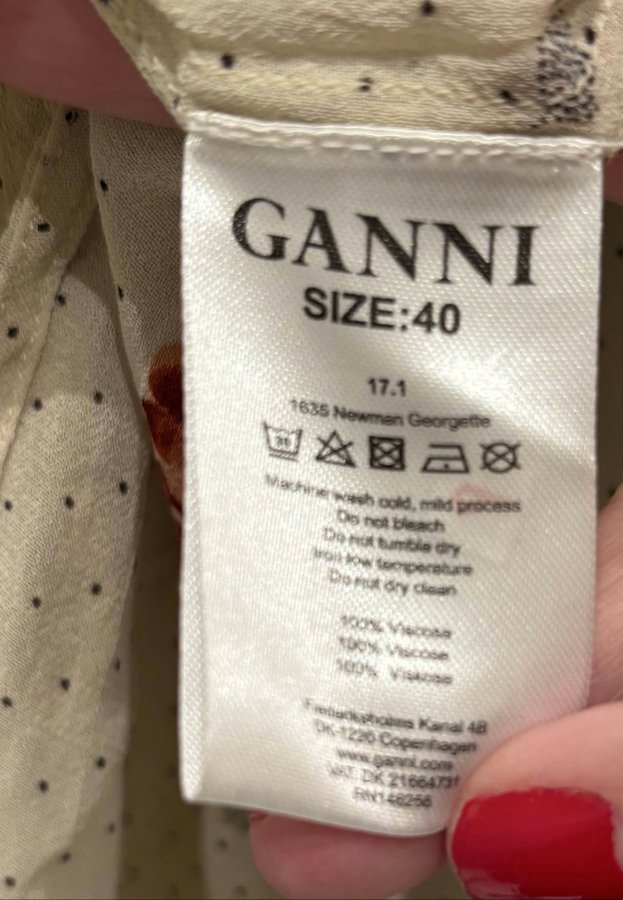 GANNI
SIZE:40
17.1
1635 Newman Georgette
30
Machine wash cold, mild process
Do not bleach
Do not tumble dry
Iron low temperature
Do not dry clean
100% Viscose
100% Viscose
100% Viscose
Frederiksholms Kanal 4B
DK-1220 Copenhagen
www.ganni.com
VAT: DK 21664731
RN146256